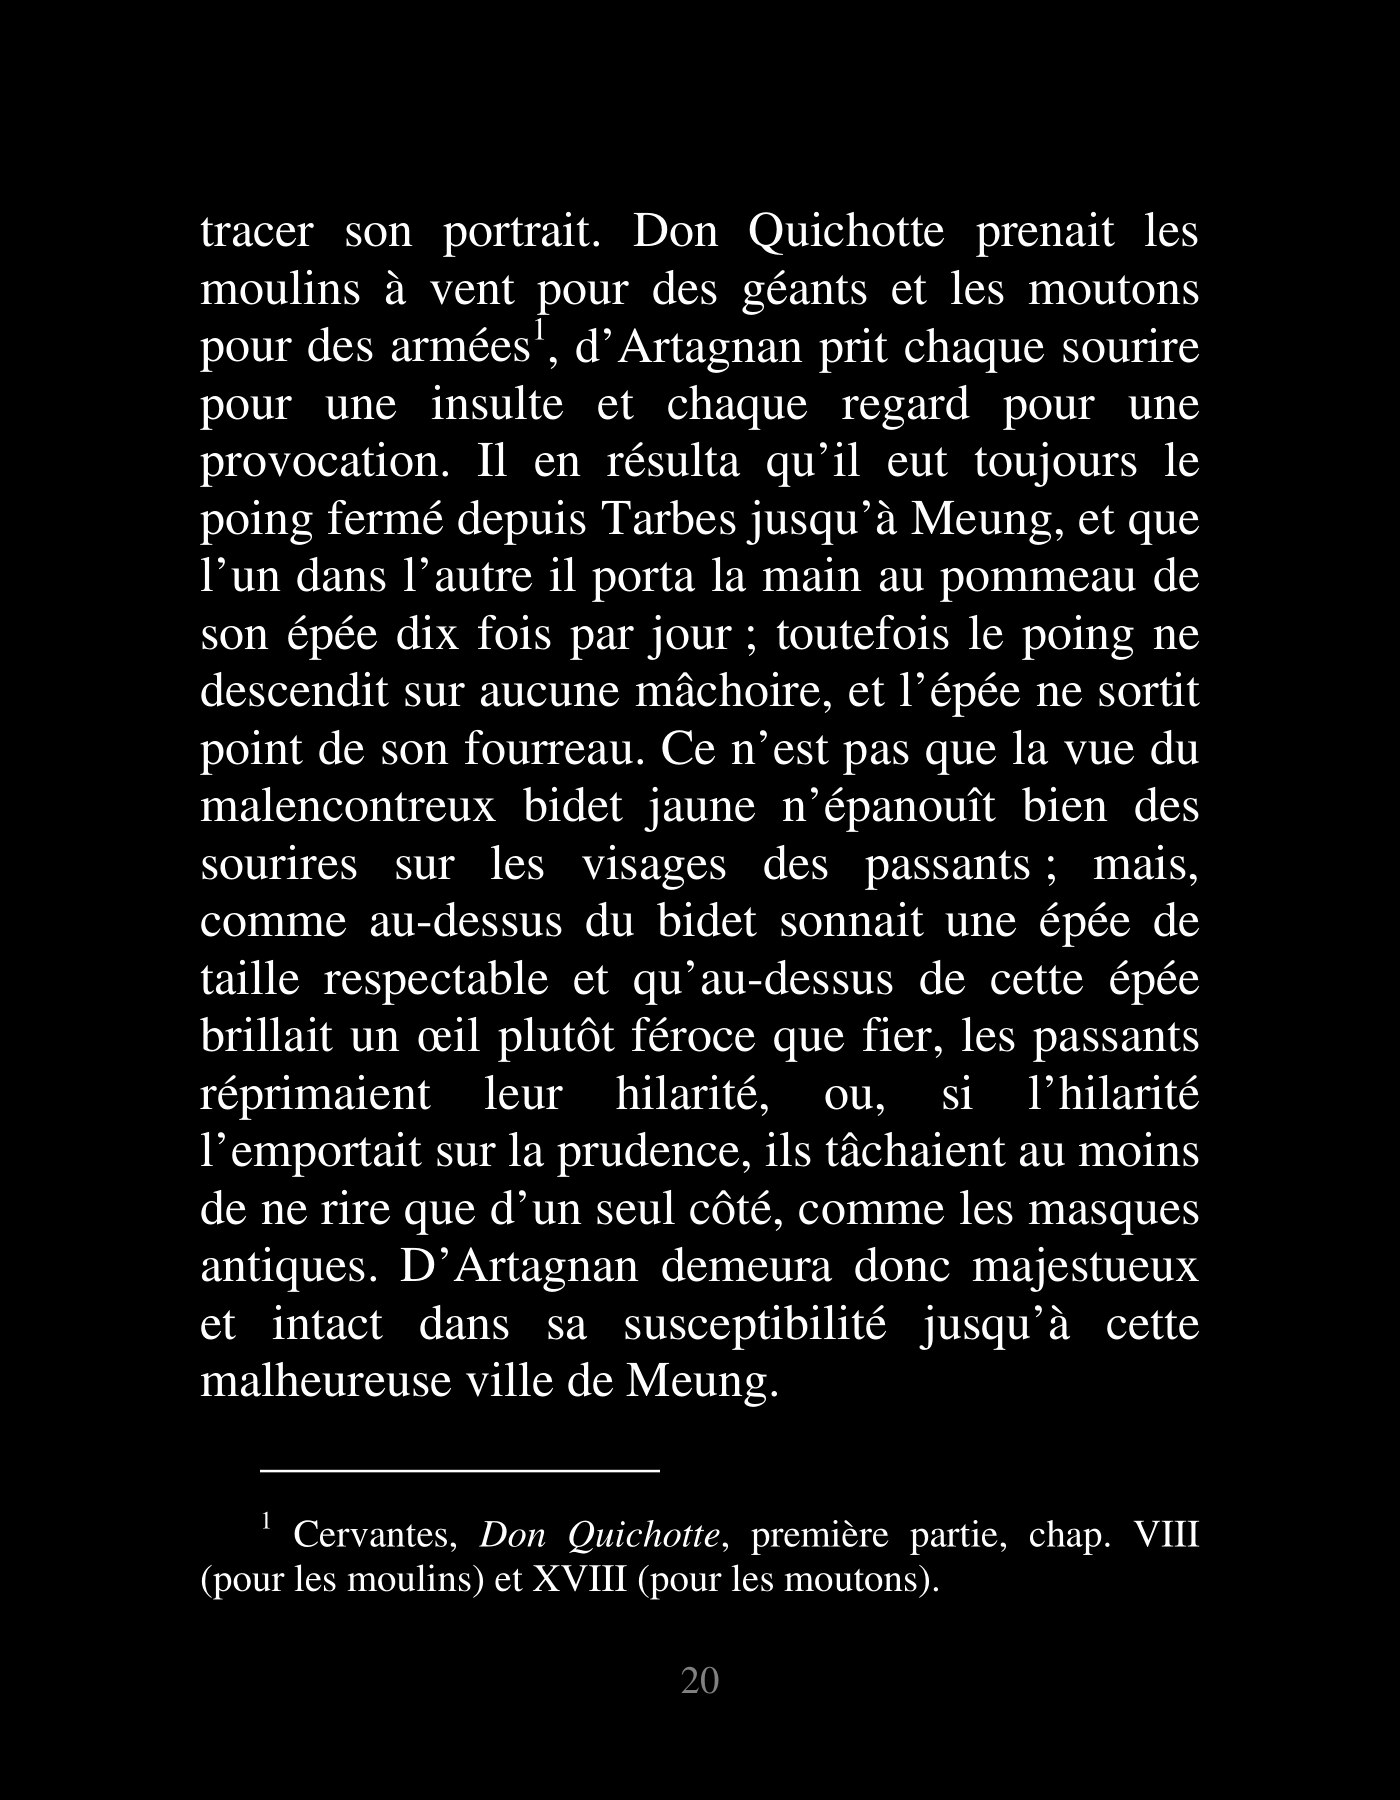 tracer son portrait. Don Quichotte prenait les
moulins à vent pour des géants et les moutons
pour des armées¹, d’Artagnan prit chaque sourire
pour une insulte et chaque regard pour une
provocation. Il en résulta qu’il eut toujours le
poing fermé depuis Tarbes jusqu’à Meung, et que
l’un dans l’autre il porta la main au pommeau de
son épée dix fois par jour ; toutefois le poing ne
descendit sur aucune mâchoire, et l’épée ne sortit
point de son fourreau. Ce n’est pas que la vue du
malencontreux bidet jaune n’épanouît bien des
sourires sur les visages des passants ; mais,
comme au-dessus du bidet sonnait une épée de
taille respectable et qu’au-dessus de cette épée
brillait un œil plutôt féroce que fier, les passants
réprimaient leur hilarité, ou, si l’hilarité
l’emportait sur la prudence, ils tâchaient au moins
de ne rire que d’un seul côté, comme les masques
antiques. D’Artagnan demeura donc majestueux
et intact dans sa susceptibilité jusqu’à cette
malheureuse ville de Meung.
¹ Cervantes, Don Quichotte, première partie, chap. VIII
(pour les moulins) et XVIII (pour les moutons).
20